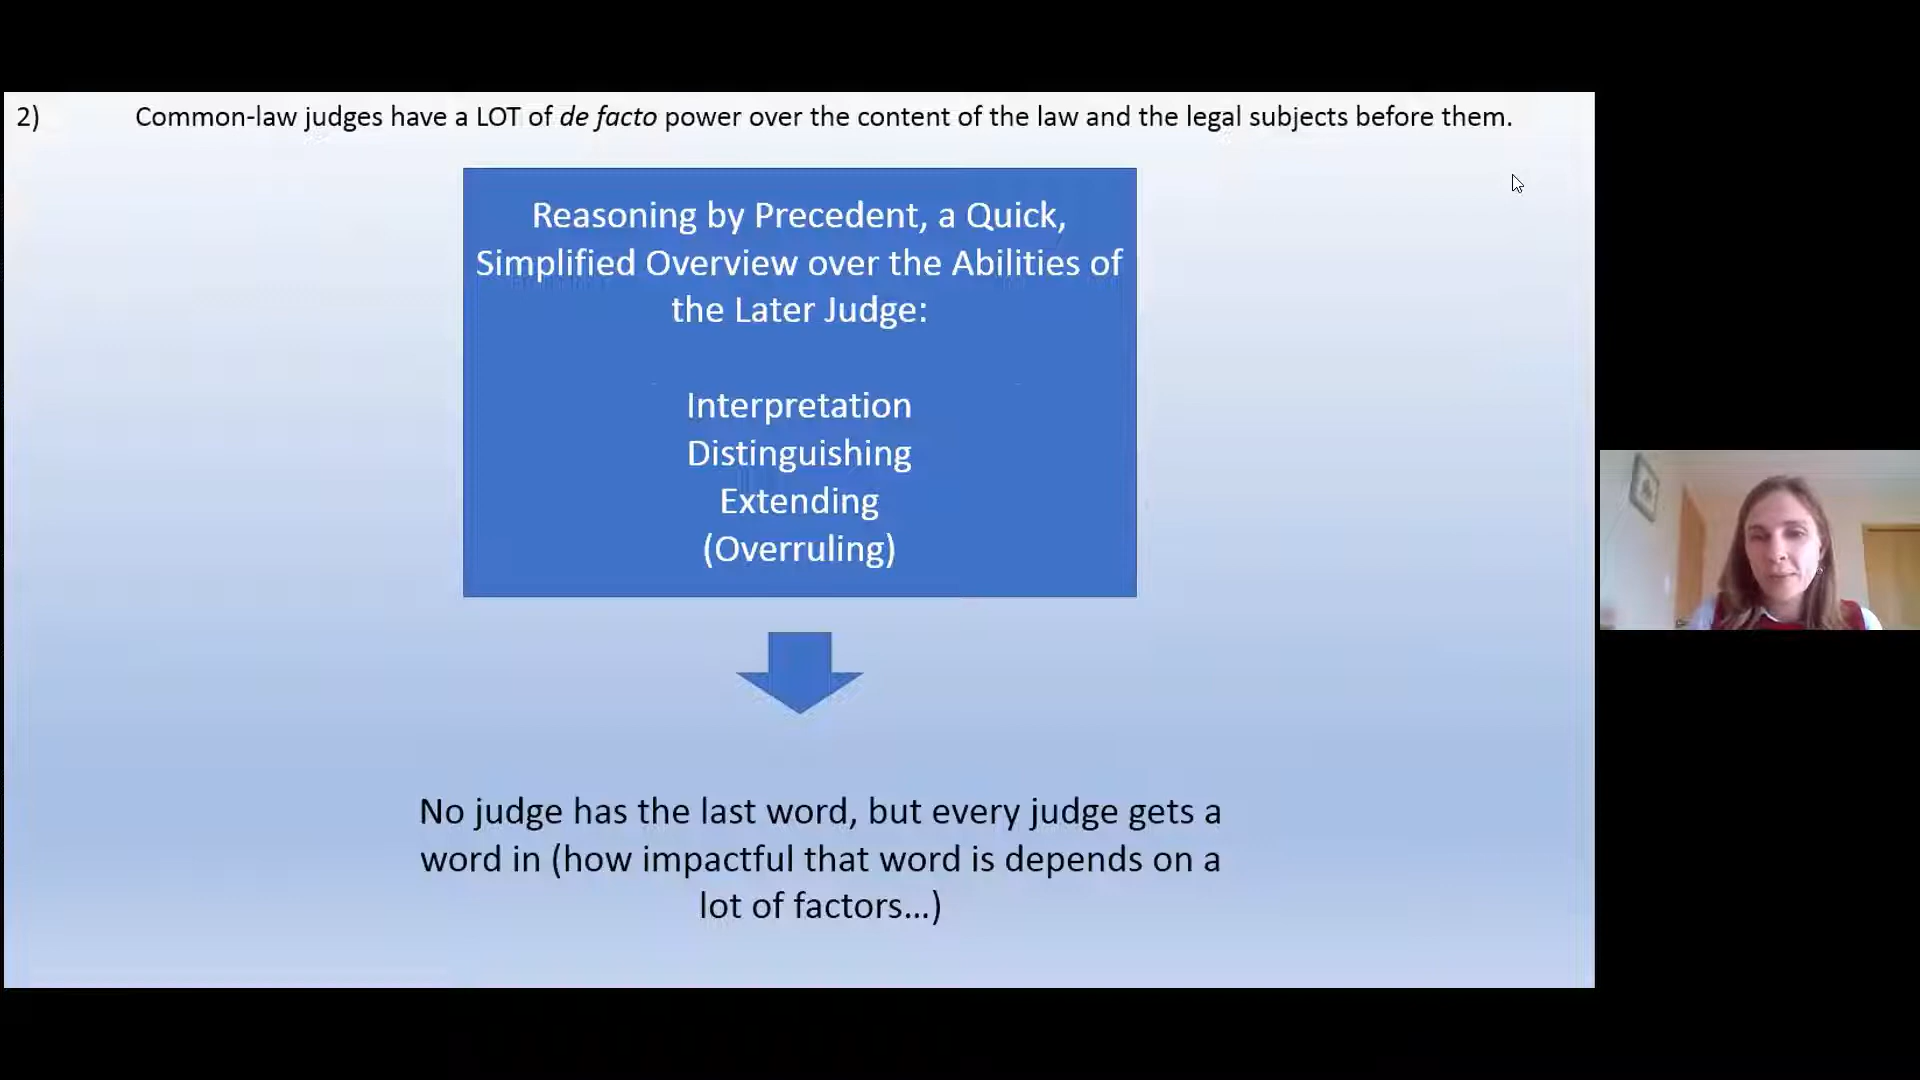 2) Common-law judges have a LOT of de facto power over the content of the law and the legal subjects before them.
Reasoning by Precedent, a Quick,
Simplified Overview over the Abilities of
the Later Judge:
Interpretation
Distinguishing
Extending
(Overruling)
No judge has the last word, but every judge gets a
word in (how impactful that word is depends on a
lot of factors…)